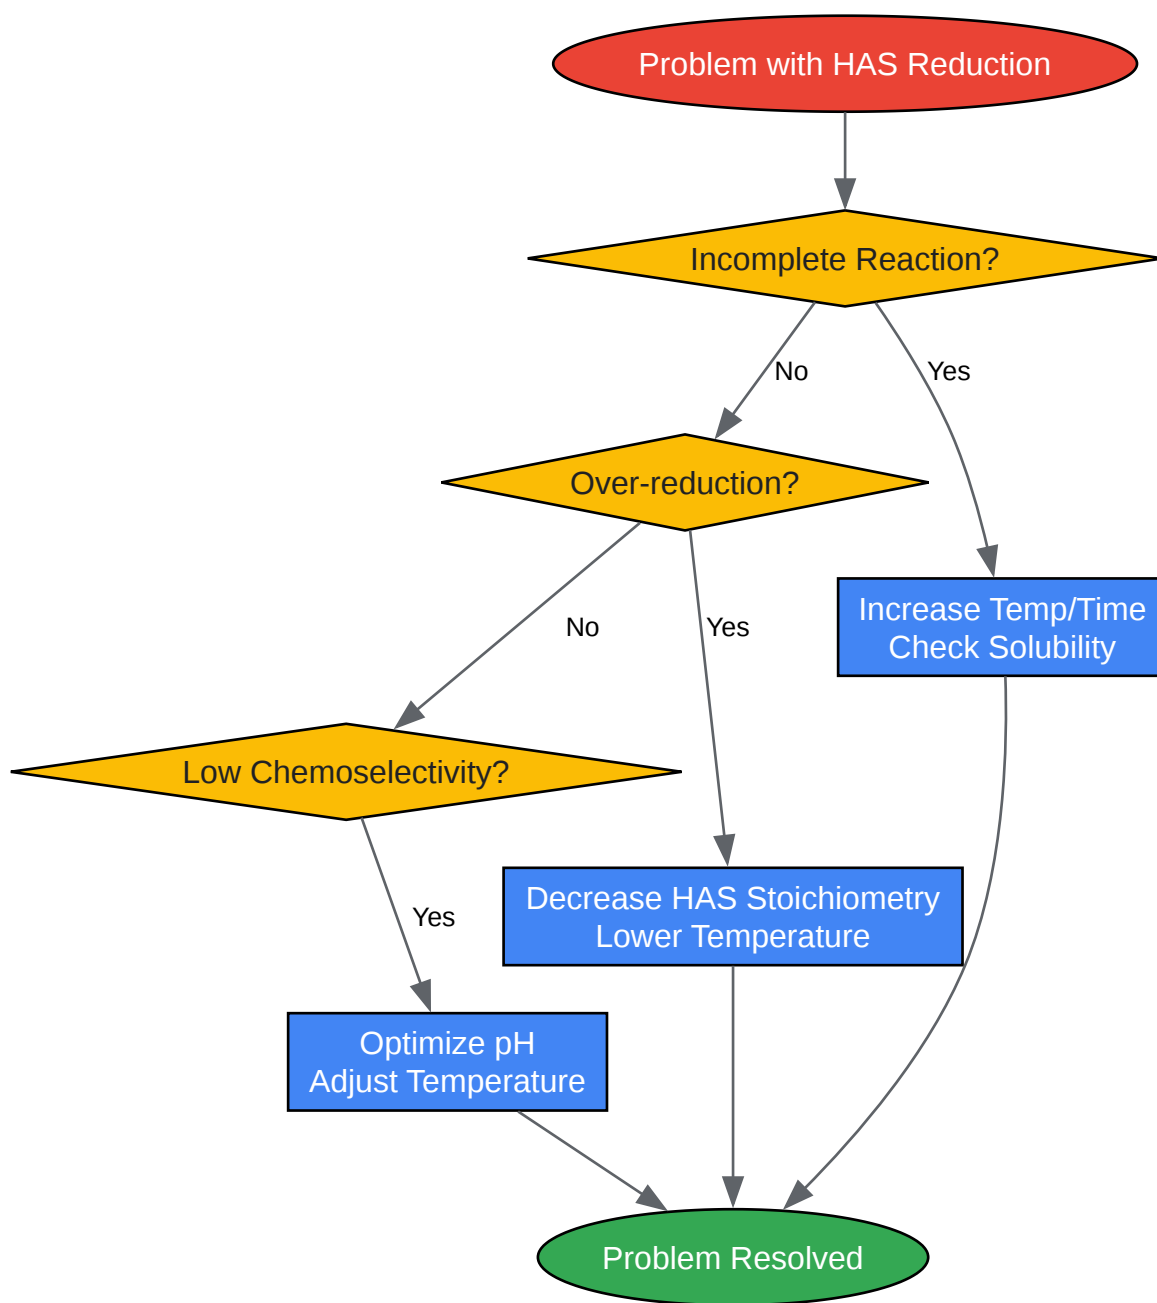 Problem with HAS Reduction
Incomplete Reaction?
No
Yes
Over-reduction?
No
Yes
Increase Temp/Time
Check Solubility
Low Chemoselectivity?
Yes
Decrease HAS Stoichiometry
Lower Temperature
Optimize pH
Adjust Temperature
Problem Resolved